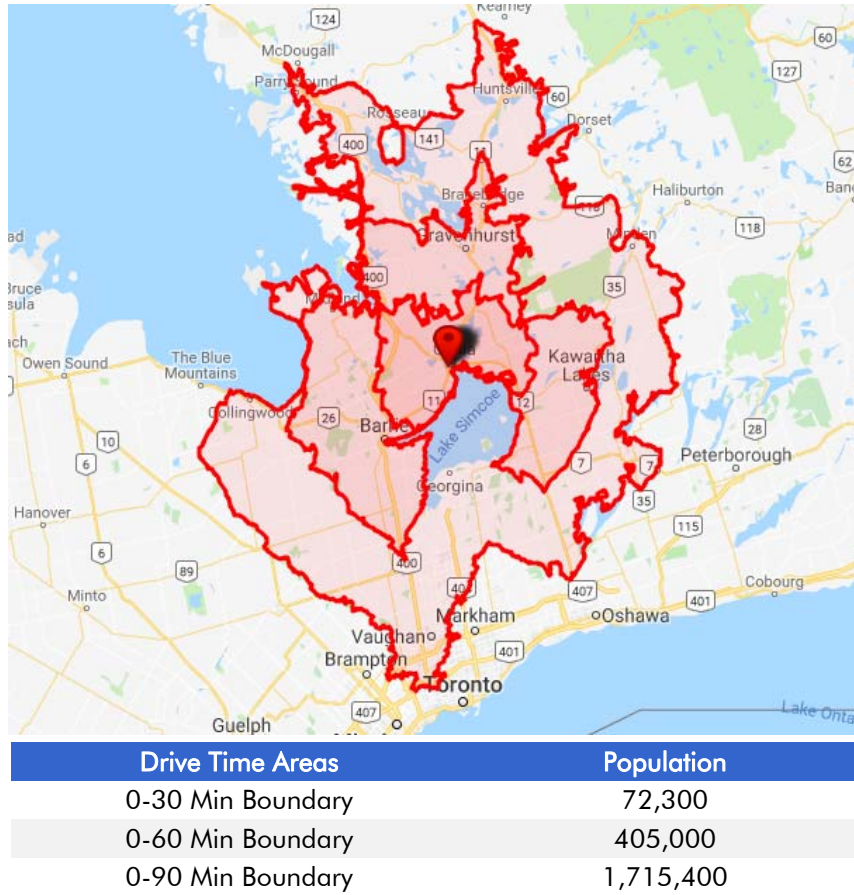 Kearney
124
60
McDougall
127
Parry Sound
Huntsville
60
Rosseau
Dorset
400
141
11
62
Bracebridge
Haliburton
118
118
Gravenhurst
Minden
ad
400
35
Bruce
sula
Midland
ach
Owen Sound
The Blue
Mountains
Kawartha
Lakes
Collingwood
11
12
26
Barrie
Lake Simcoe
28
10
6
7
7
Peterborough
Georgina
35
Hanover
115
6
89
400
404
407
Cobourg
Minto
401
Markham
Oshawa
Vaughan
401
Brampton
Toronto
407
Guelph
Lake Onta
Drive Time Areas Population
0-30 Min Boundary 72,300
0-60 Min Boundary 405,000
0-90 Min Boundary 1,715,400